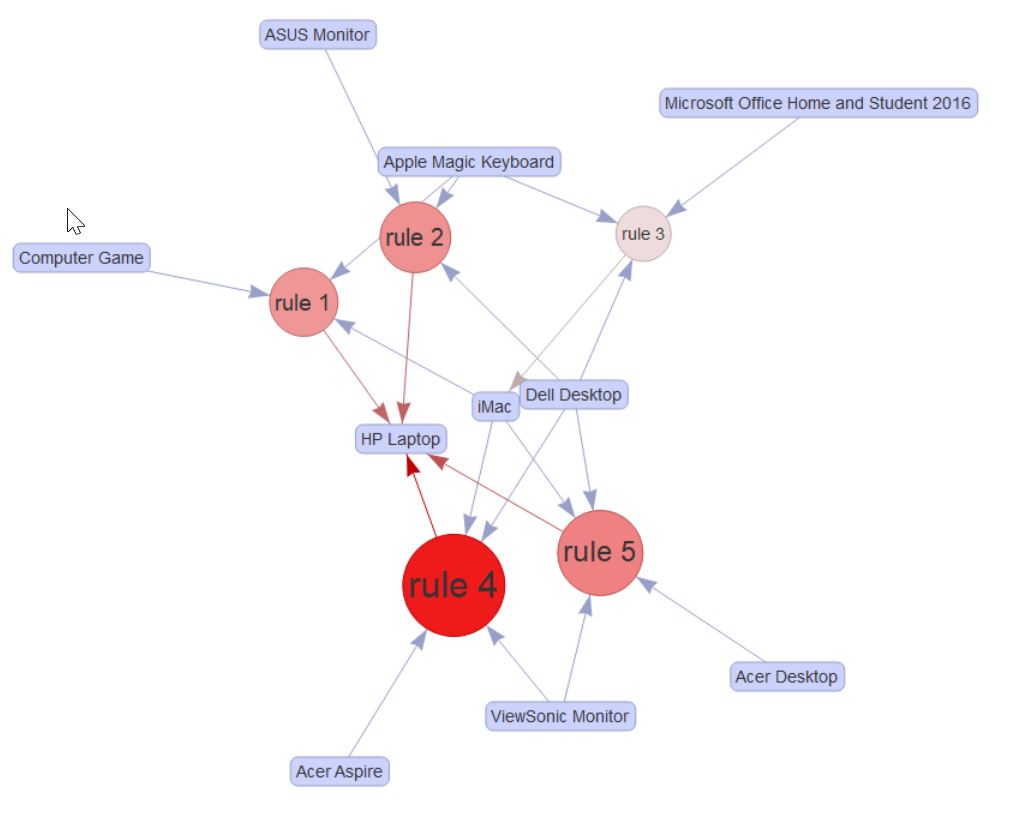 ASUS Monitor
Microsoft Office Home and Student 2016
Apple Magic Keyboard
rule 2
rule 3
Computer Game
rule 1
Dell Desktop
iMac
HP Laptop
rule 5
rule 4
Acer Desktop
ViewSonic Monitor
Acer Aspire